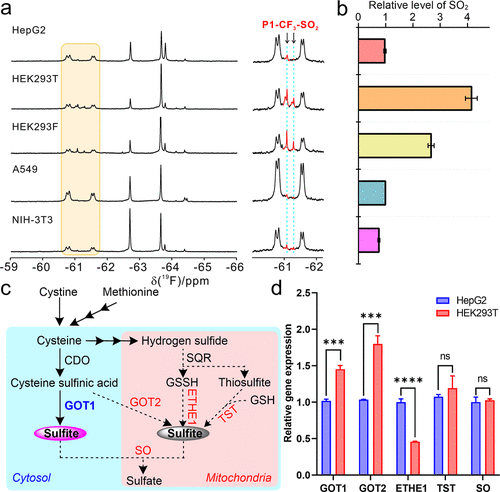 a
HepG2
HEK293T
HEK293F
A549
NIH-3T3
-59 -60 -61 -62 -63 -64 -65 -66
δ(¹⁹F)/ppm
P1-CF₃-SO₂
-61 -62
b
Relative level of SO₂
0 1 2 3 4
c
Cystine Methionine
Cysteine Hydrogen sulfide
CDO SQR
Cysteine sulfinic acid GSSH Thiosulfite
GOT1 GOT2 ETHE1 TST GSH
Sulfite Sulfite
SO
Sulfate
Cytosol Mitochondria
d
HepG2
HEK293T
Relative gene expression
2.5
2.0
1.5
1.0
0.5
0.0
*** *** **** ns ns
GOT1 GOT2 ETHE1 TST SO